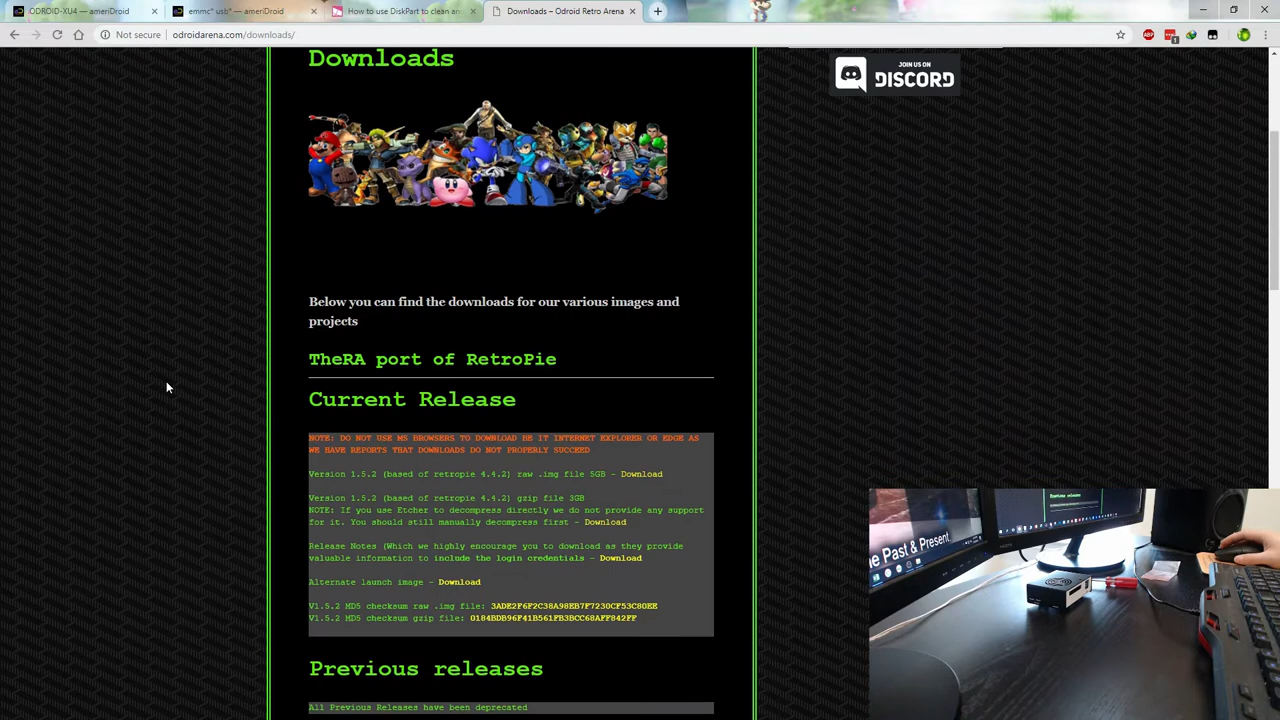 ODROID-XU4 – ameriDroid
emmc* usb* – ameriDroid
How to use DiskPart to clean an
Downloads – Odroid Retro Arena
Not secure | odroidarena.com/downloads/
ABP
1
Downloads
JOIN US ON
DISCORD
Below you can find the downloads for our various images and
projects
TheRA port of RetroPie
Current Release
NOTE: DO NOT USE MS BROWSERS TO DOWNLOAD BE IT INTERNET EXPLORER OR EDGE AS
WE HAVE REPORTS THAT DOWNLOADS DO NOT PROPERLY SUCCEED
Version 1.5.2 (based of retropie 4.4.2) raw .img file 5GB – Download
Version 1.5.2 (based of retropie 4.4.2) gzip file 3GB
NOTE: If you use Etcher to decompress directly we do not provide any support
for it. You should still manually decompress first – Download
Release Notes (Which we highly encourage you to download as they provide
valuable information to include the login credentials – Download
Alternate launch image – Download
V1.5.2 MD5 checksum raw .img file: 3ADE2F6F2C38A98EB7F7230CF53C80EE
V1.5.2 MD5 checksum gzip file: 0184BDB96F41B561FB3BCC68AFF842FF
Previous releases
All Previous Releases have been deprecated
ne Past & Present.